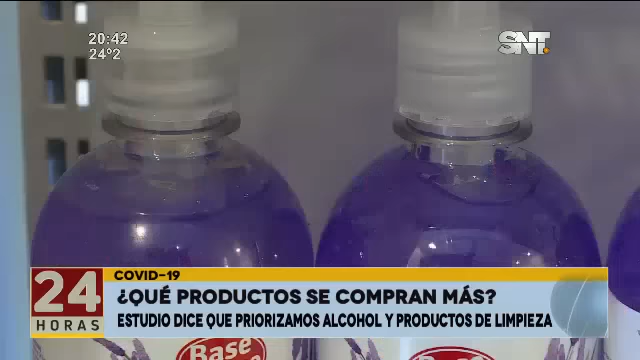 20:42
24°2
SNT
COVID-19
24
HORAS
¿QUÉ PRODUCTOS SE COMPRAN MÁS?
ESTUDIO DICE QUE PRIORIZAMOS ALCOHOL Y PRODUCTOS DE LIMPIEZA
Base